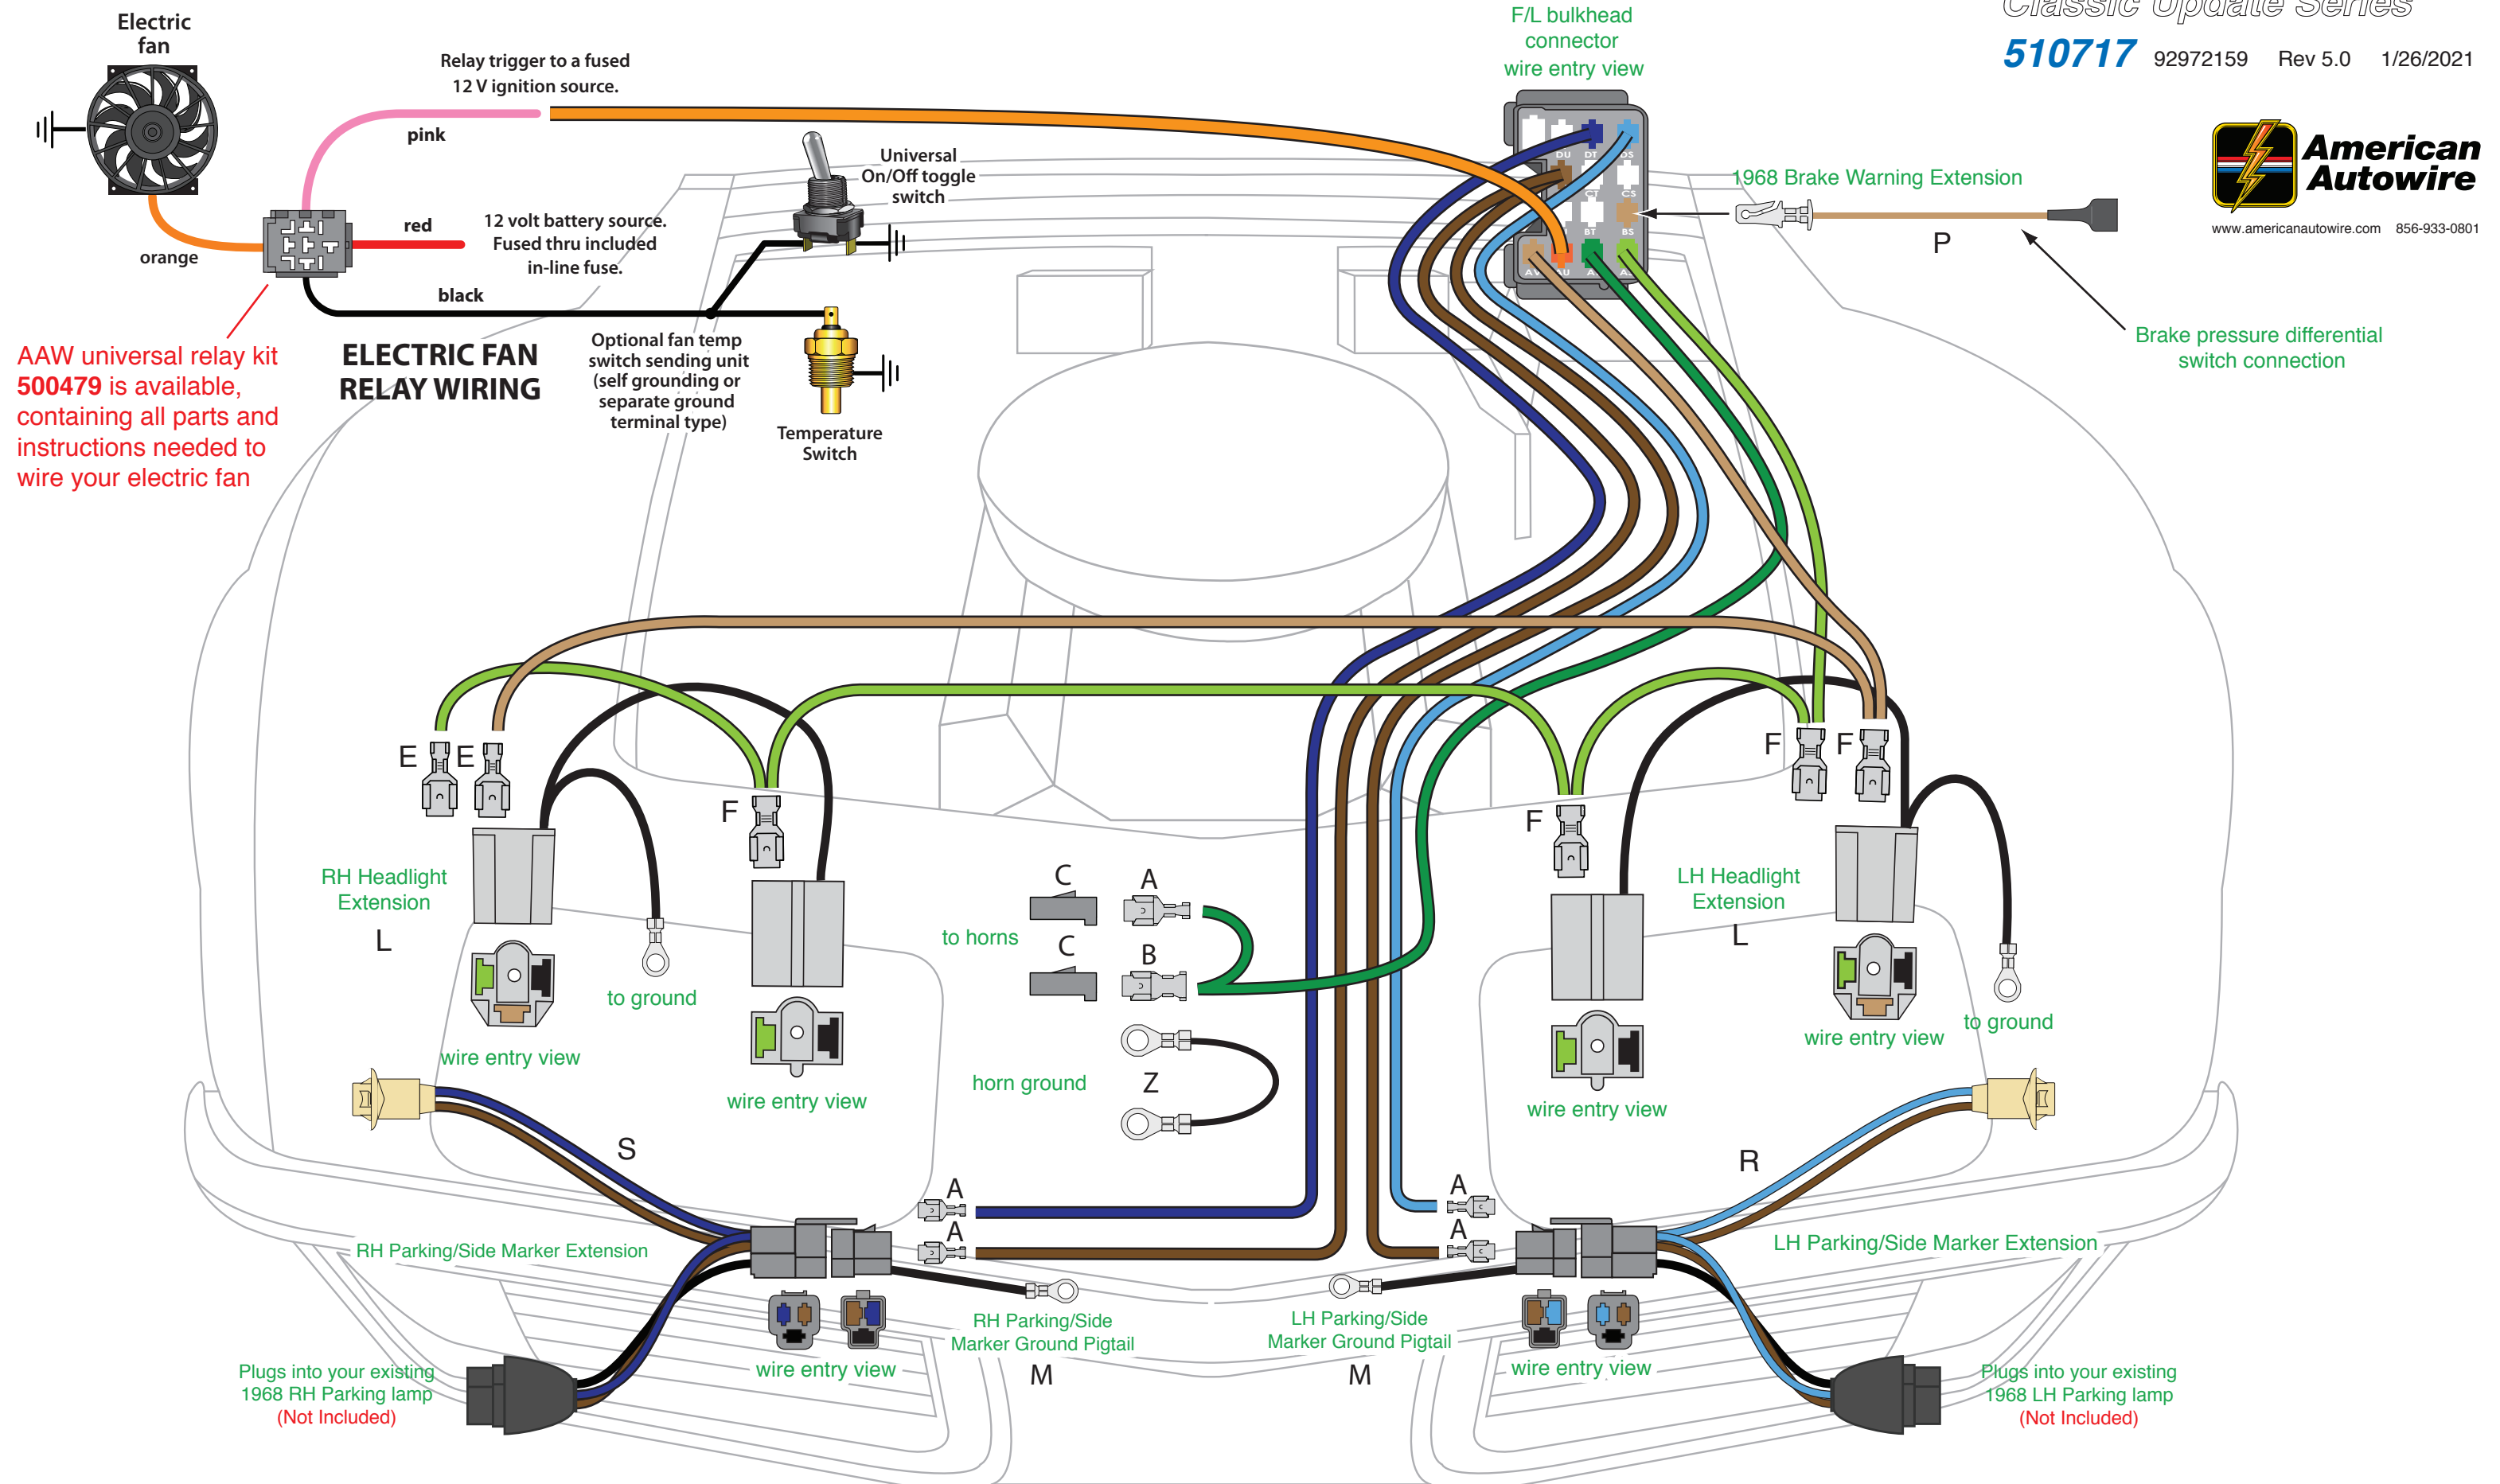 Classic Update Series
510717 92972159 Rev 5.0 1/26/2021
American
Autowire
www.americanautowire.com 856-933-0801
Electric
fan
Relay trigger to a fused
12 V ignition source.
pink
red
12 volt battery source.
Fused thru included
in-line fuse.
orange
black
Universal
On/Off toggle
switch
AAW universal relay kit
500479 is available,
containing all parts and
instructions needed to
wire your electric fan
ELECTRIC FAN
RELAY WIRING
Optional fan temp
switch sending unit
(self grounding or
separate ground
terminal type)
Temperature
Switch
F/L bulkhead
connector
wire entry view
DU DT DS
CT CS
BT BS
AV AU
1968 Brake Warning Extension
P
Brake pressure differential
switch connection
E E
F
F
F F
RH Headlight
Extension
L
to ground
wire entry view
wire entry view
C A
to horns
C B
horn ground
Z
LH Headlight
Extension
L
wire entry view
to ground
wire entry view
S
R
A
A
A
A
RH Parking/Side Marker Extension
LH Parking/Side Marker Extension
RH Parking/Side
Marker Ground Pigtail
M
LH Parking/Side
Marker Ground Pigtail
M
wire entry view
wire entry view
Plugs into your existing
1968 RH Parking lamp
(Not Included)
Plugs into your existing
1968 LH Parking lamp
(Not Included)